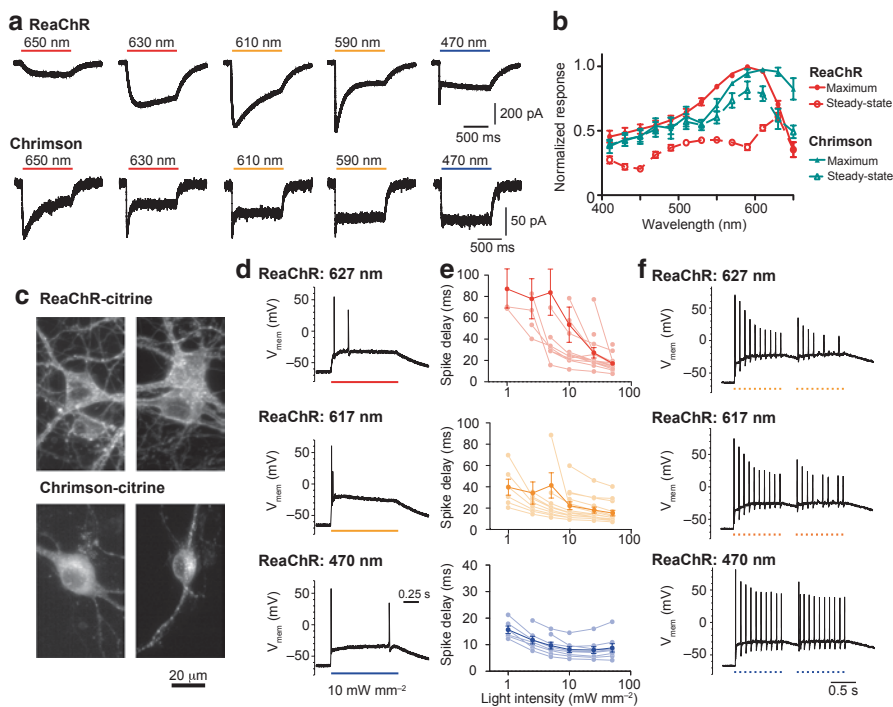 a
ReaChR
650 nm 630 nm 610 nm 590 nm 470 nm
200 pA
500 ms
Chrimson
650 nm 630 nm 610 nm 590 nm 470 nm
50 pA
500 ms
b
Normalized response
1.0
0.5
0
400 500 600
Wavelength (nm)
ReaChR
Maximum
Steady-state
Chrimson
Maximum
Steady-state
c
ReaChR-citrine
Chrimson-citrine
20 μm
d
ReaChR: 627 nm
Vmem (mV)
50
0
–50
ReaChR: 617 nm
Vmem (mV)
50
0
–50
ReaChR: 470 nm
Vmem (mV)
50
0
–50
0.25 s
10 mW mm–2
e
Spike delay (ms)
100
80
60
40
20
0
1 10 100
Spike delay (ms)
100
80
60
40
20
0
1 10 100
Spike delay (ms)
40
30
20
10
0
1 10 100
Light intensity (mW mm–2)
f
ReaChR: 627 nm
Vmem (mV)
50
0
–50
ReaChR: 617 nm
Vmem (mV)
50
0
–50
ReaChR: 470 nm
Vmem (mV)
50
0
–50
0.5 s